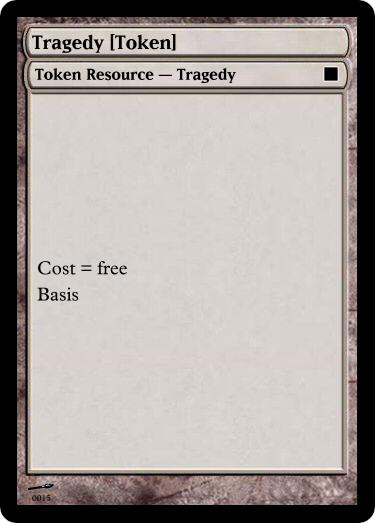 Tragedy [Token]
Token Resource — Tragedy
Cost = free
Basis
0015